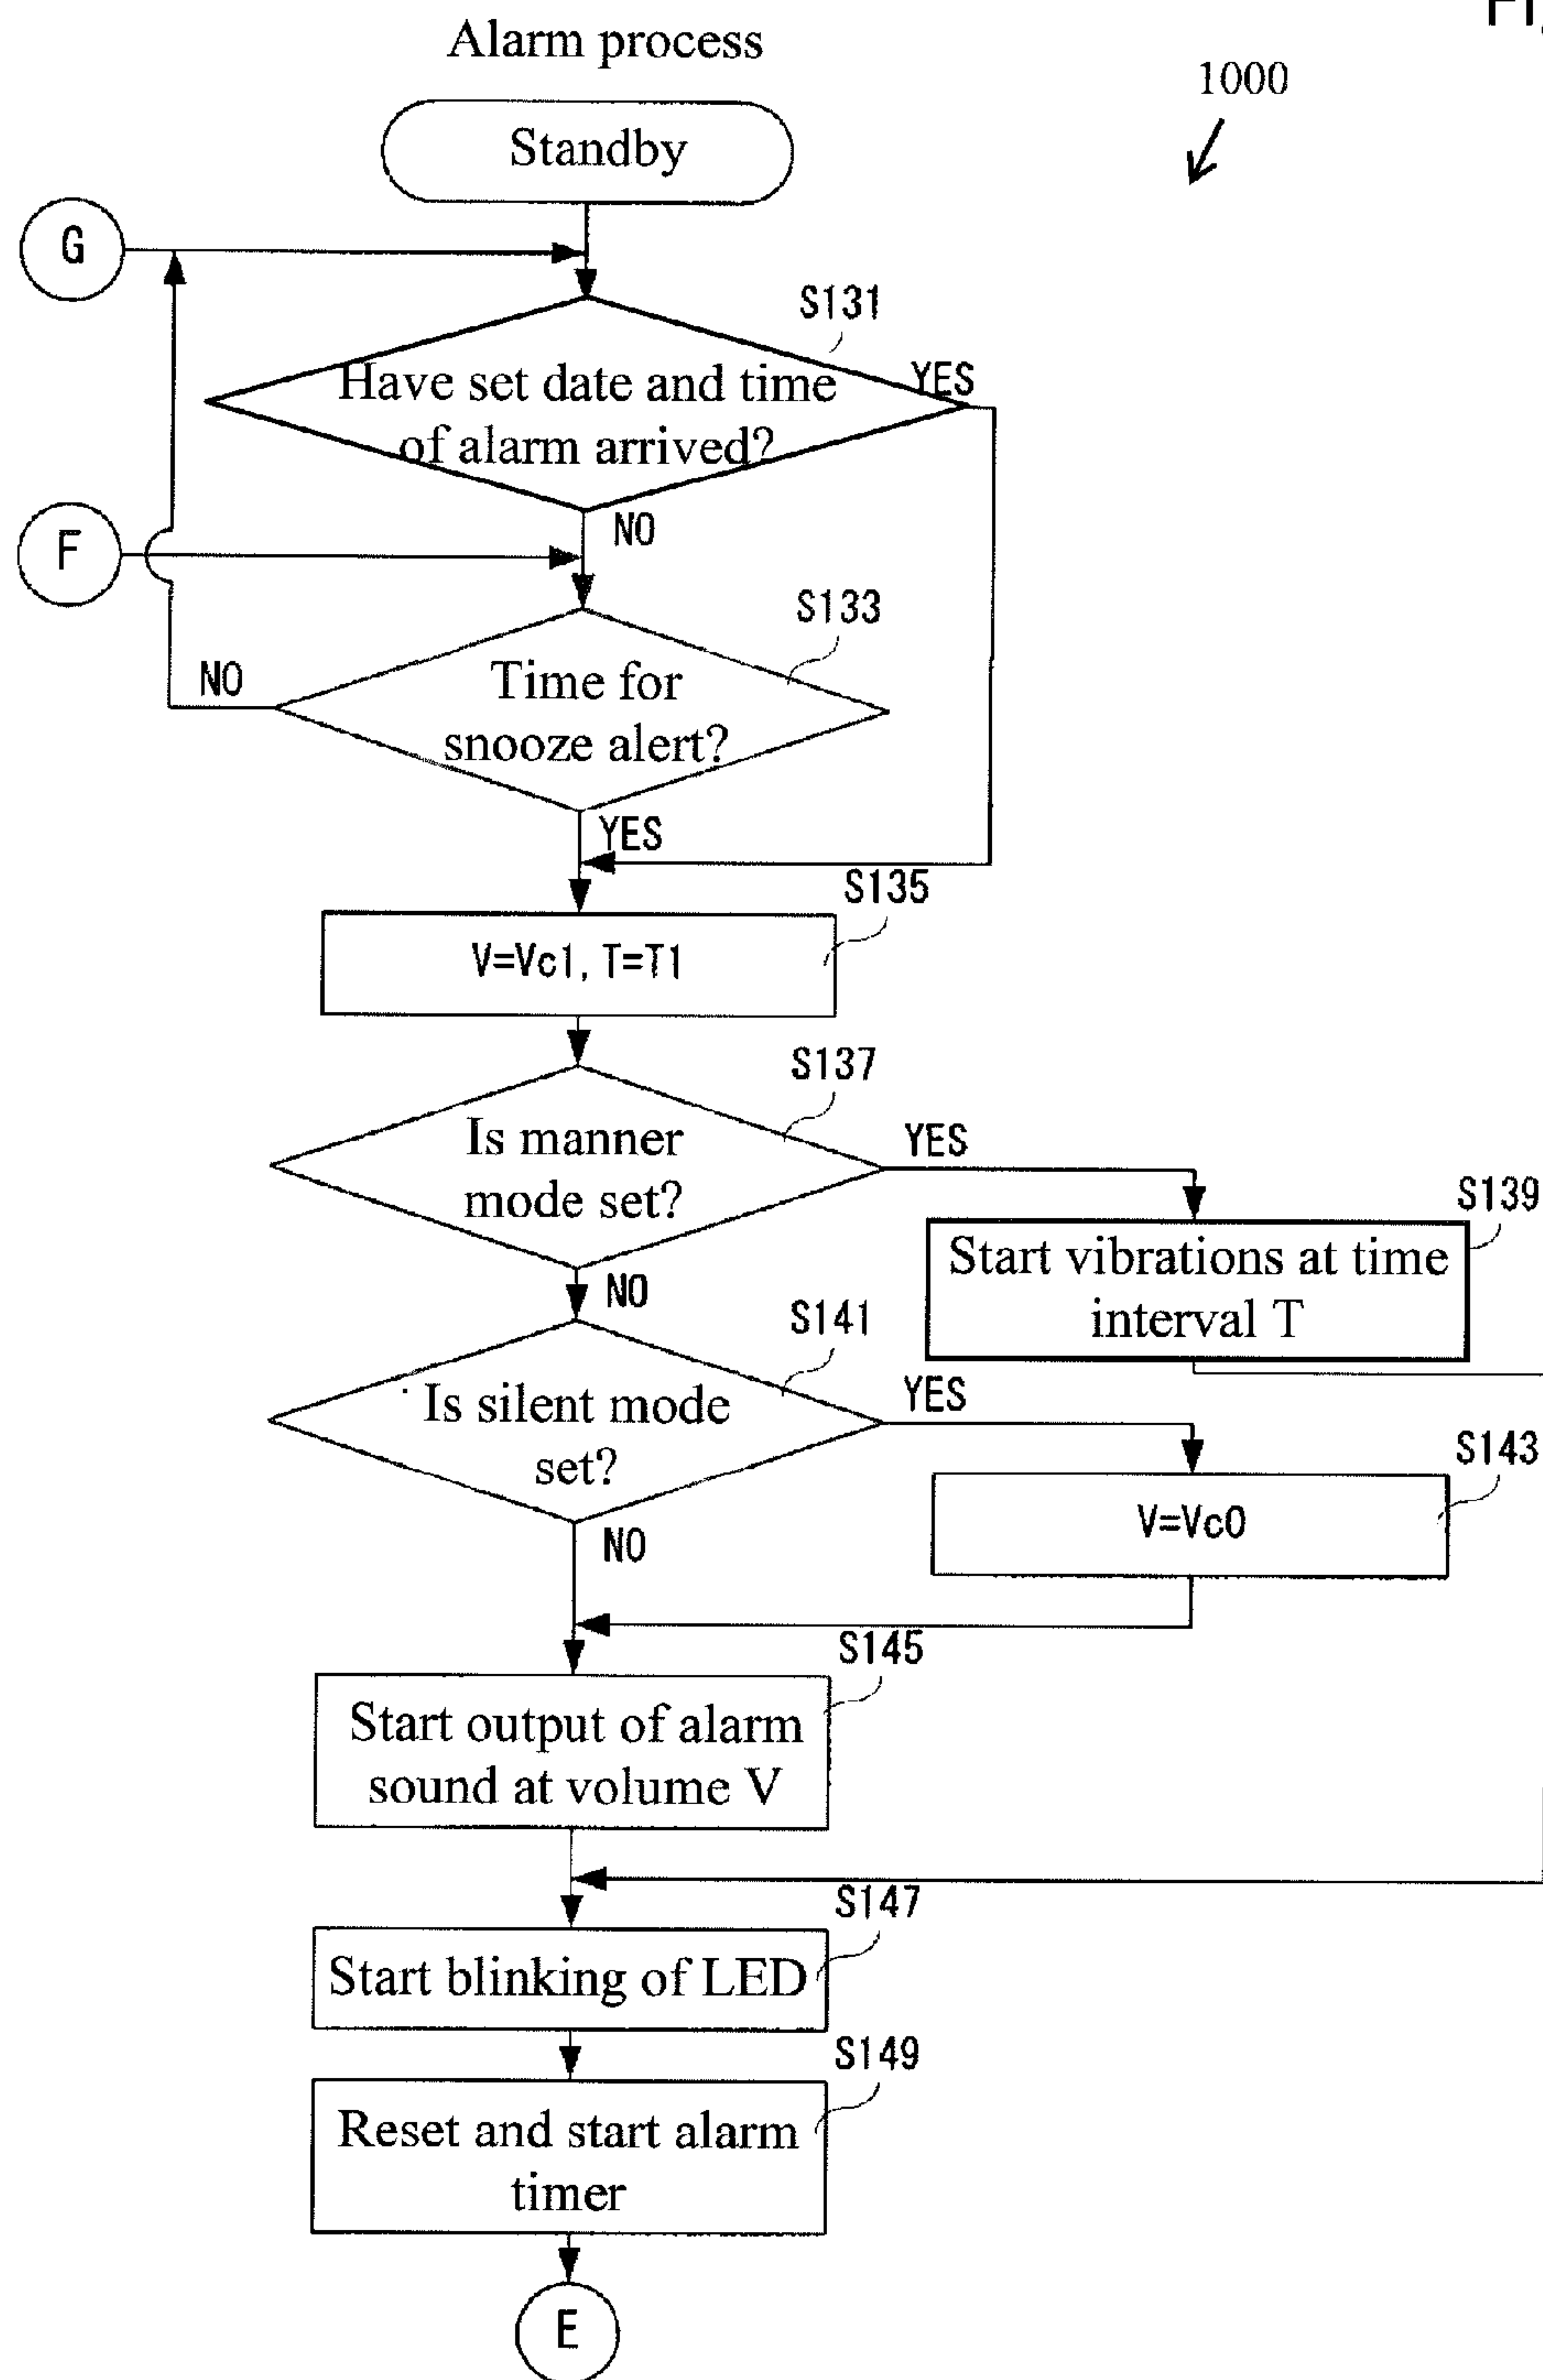 Alarm process
1000
Standby
G
S131
Have set date and time
of alarm arrived?
YES
NO
F
S133
Time for
snooze alert?
NO
YES
S135
V=Vc1, T=T1
S137
Is manner
mode set?
YES
S139
Start vibrations at time
interval T
NO
S141
Is silent mode
set?
YES
S143
V=Vc0
NO
S145
Start output of alarm
sound at volume V
S147
Start blinking of LED
S149
Reset and start alarm
timer
E